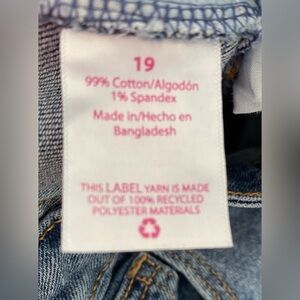 19
99% Cotton/Algodón
1% Spandex
Made in/Hecho en
Bangladesh
THIS LABEL YARN IS MADE
OUT OF 100% RECYCLED
POLYESTER MATERIALS